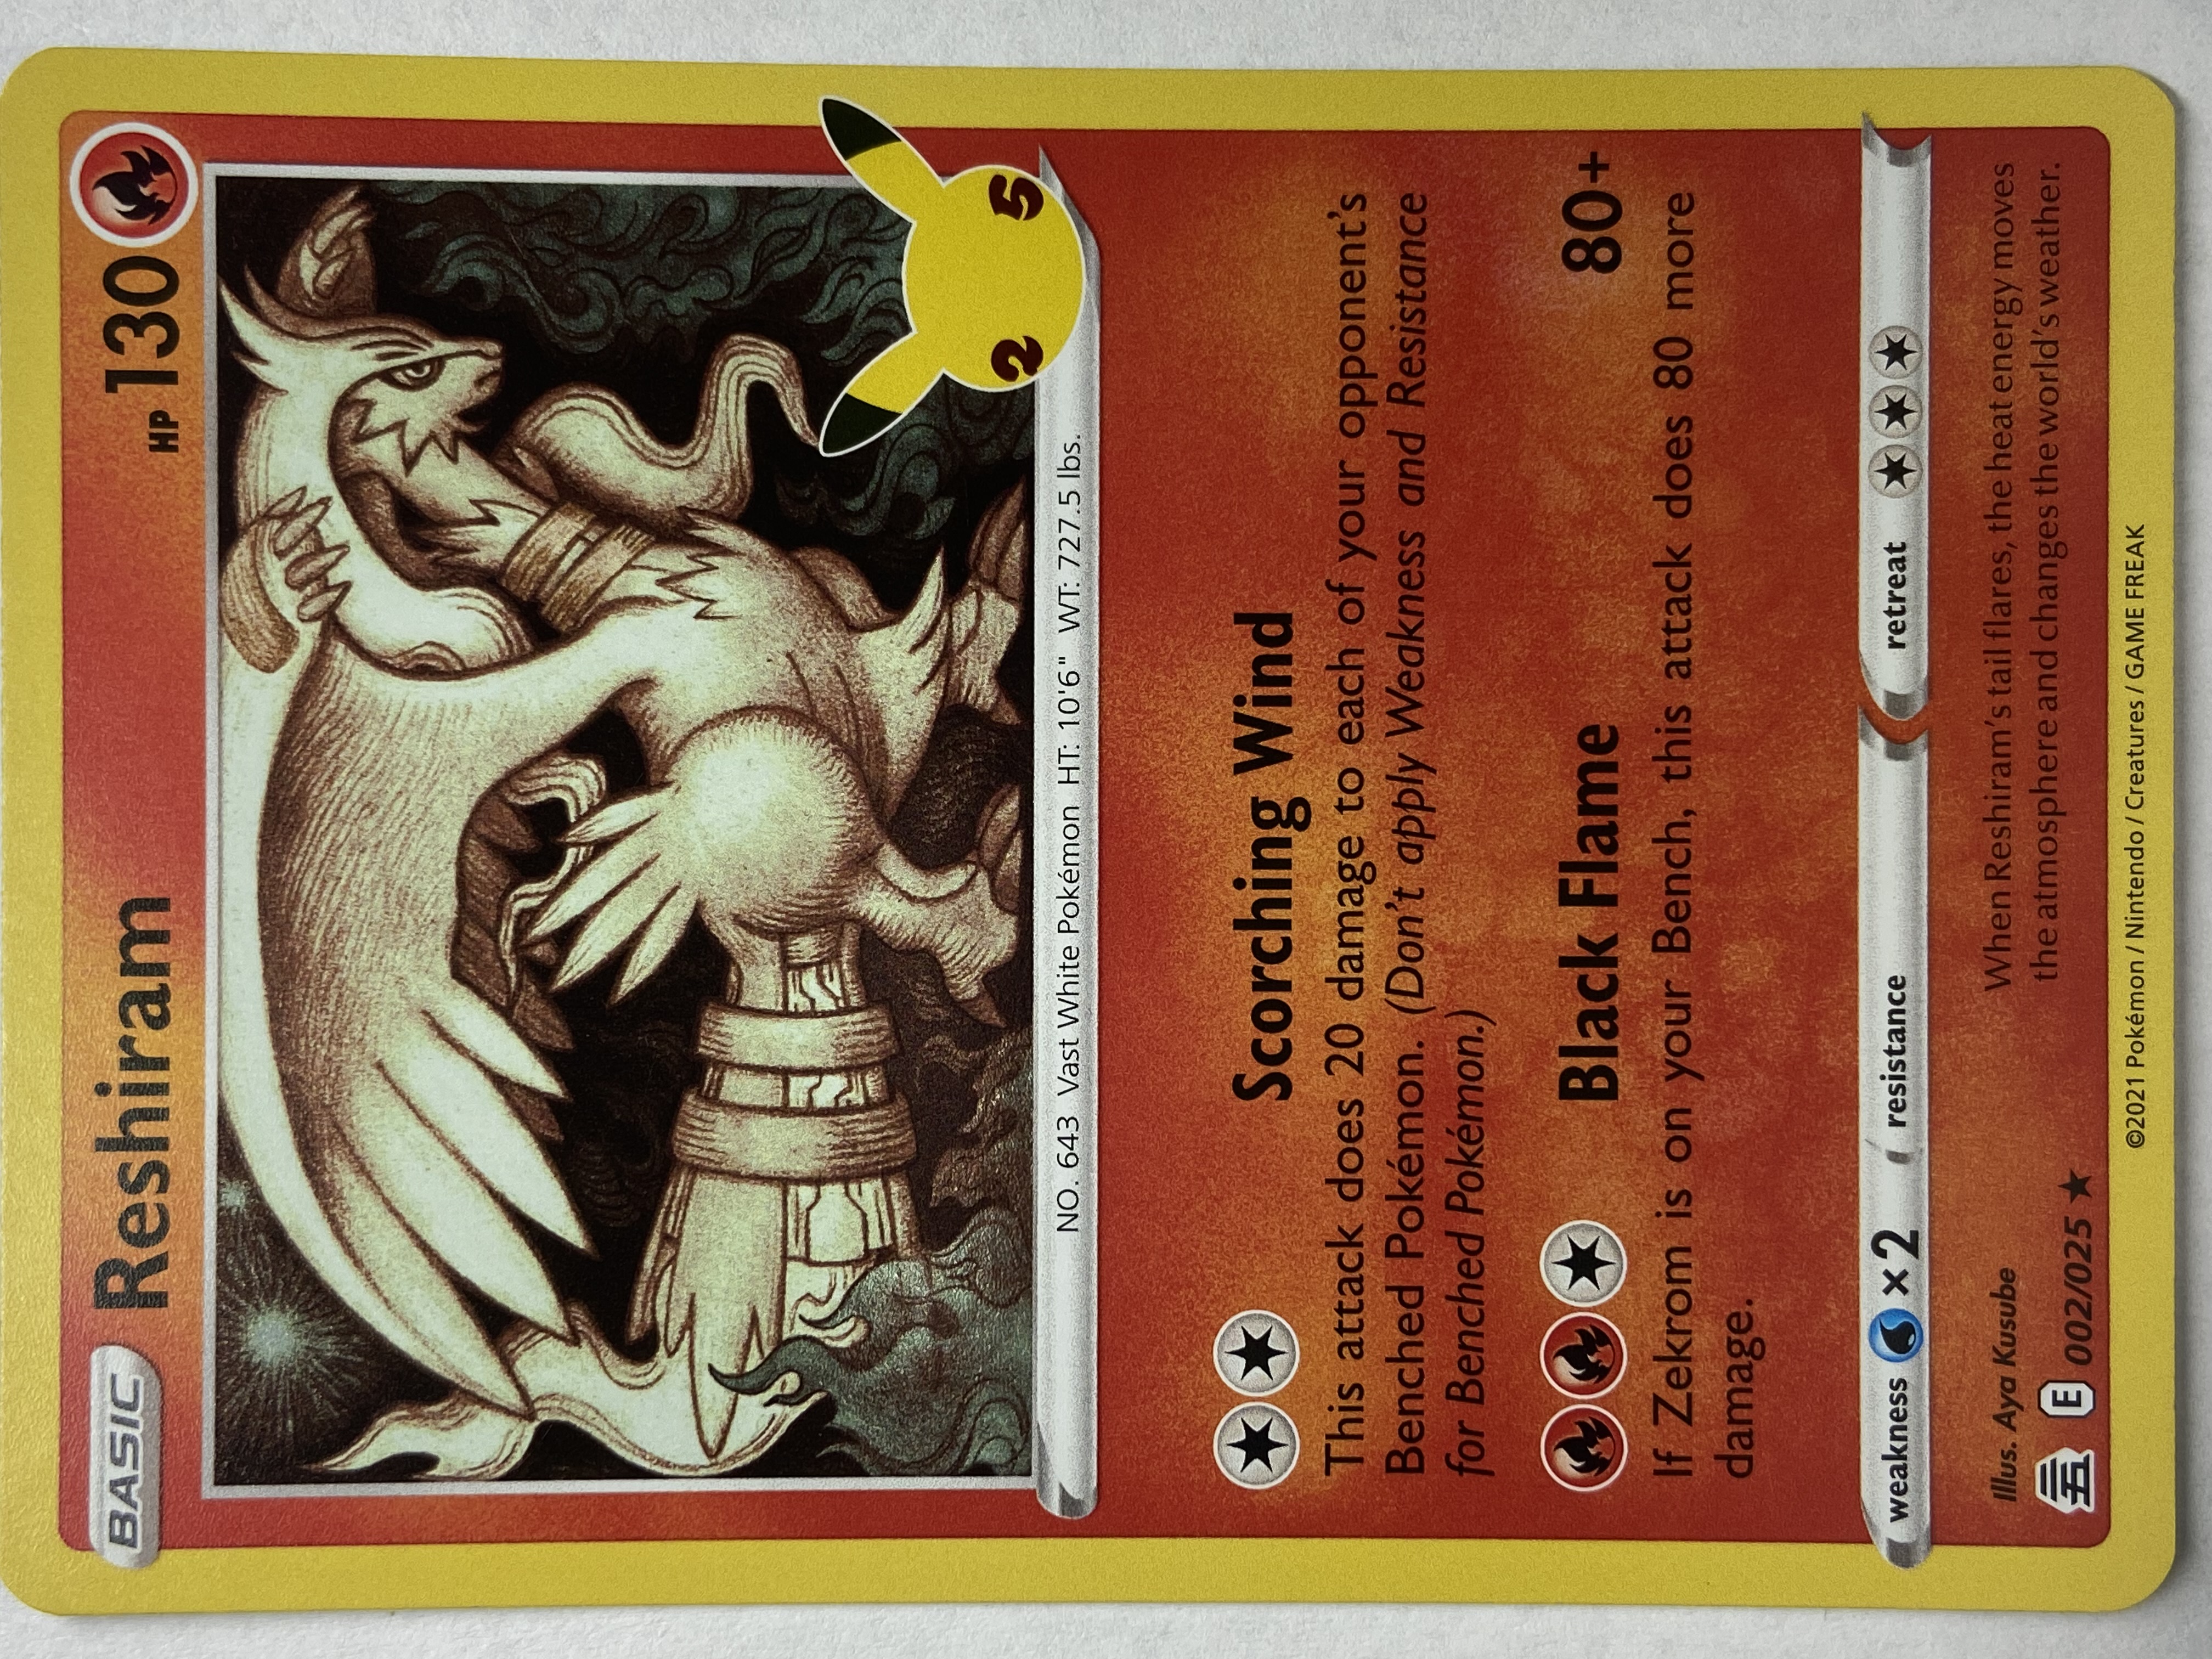 BASIC Reshiram HP 130
NO. 643 Vast White Pokémon HT: 10'6" WT: 727.5 lbs.
2 5
Scorching Wind
This attack does 20 damage to each of your opponent's
Benched Pokémon. (Don't apply Weakness and Resistance
for Benched Pokémon.)
Black Flame 80+
If Zekrom is on your Bench, this attack does 80 more
damage.
weakness ×2 resistance retreat
Illus. Aya Kusube
When Reshiram's tail flares, the heat energy moves
the atmosphere and changes the world's weather.
E 002/025 ★
©2021 Pokémon / Nintendo / Creatures / GAME FREAK